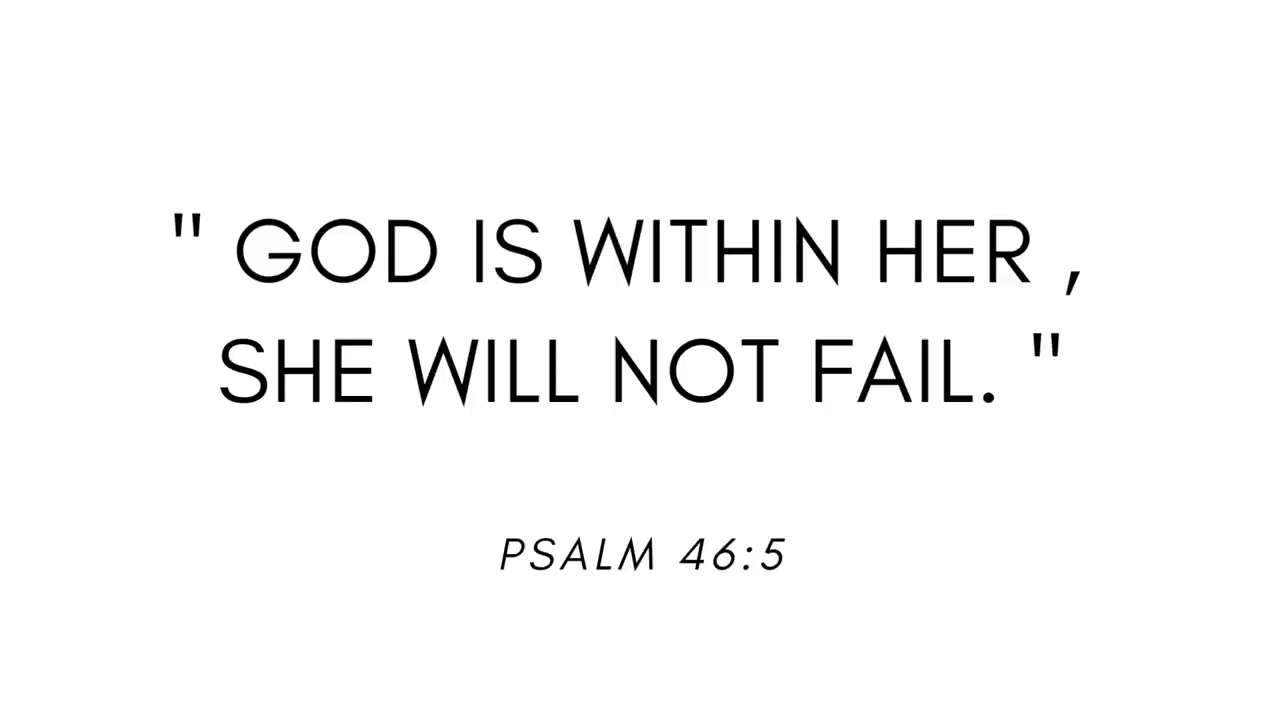 " GOD IS WITHIN HER ,
SHE WILL NOT FAIL. "
PSALM 46:5